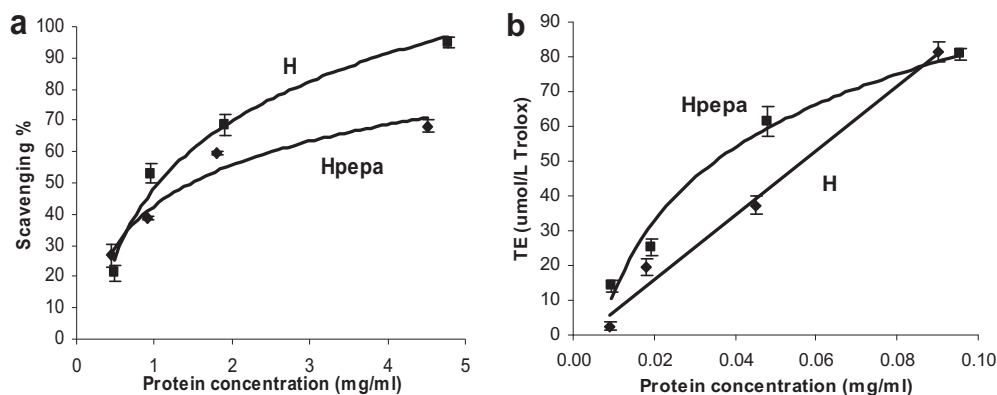 a
Scavenging %
100
90
80
70
60
50
40
30
20
10
0
H
Hpepa
0 1 2 3 4 5
Protein concentration (mg/ml)
b
TE (umol/L Trolox)
90
80
70
60
50
40
30
20
10
0
Hpepa
H
0.00 0.02 0.04 0.06 0.08 0.10
Protein concentration (mg/ml)